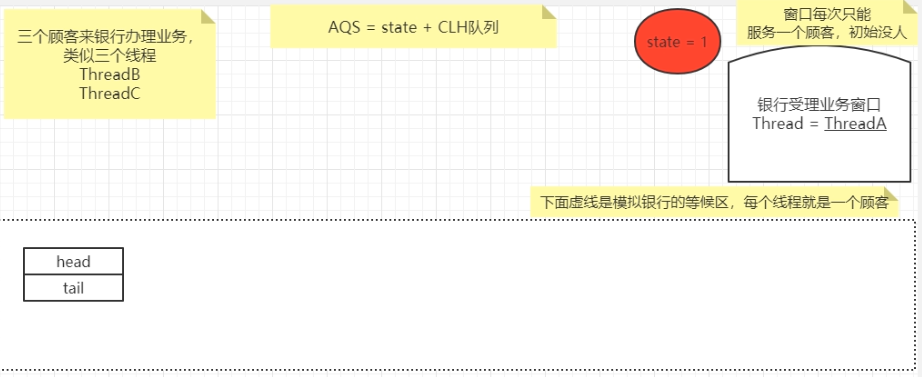 三个顾客来银行办理业务，
类似三个线程
ThreadB
ThreadC
AQS = state + CLH队列
state = 1
窗口每次只能
服务一个顾客，初始没人
银行受理业务窗口
Thread = ThreadA
下面虚线是模拟银行的等候区，每个线程就是一个顾客
head
tail